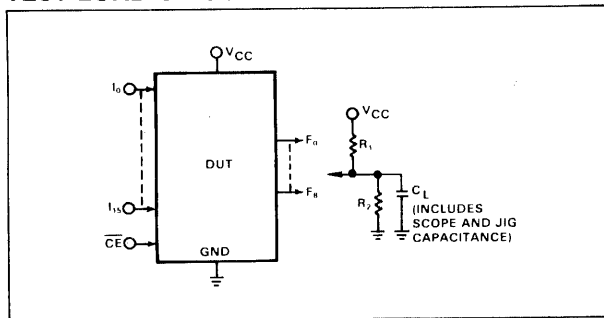 VCC
I0
VCC
F0
R1
DUT
F8
CL
R2
(INCLUDES
SCOPE AND JIG
CAPACITANCE)
I15
CE
GND